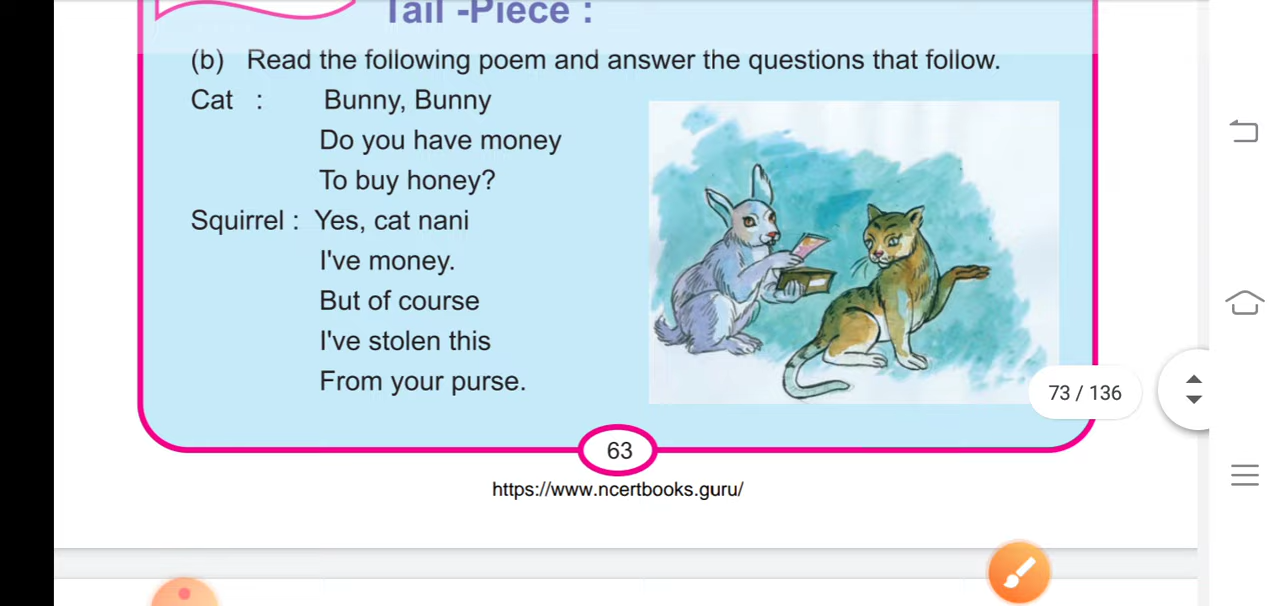 Tail -Piece :
(b) Read the following poem and answer the questions that follow.
Cat : Bunny, Bunny
Do you have money
To buy honey?
Squirrel : Yes, cat nani
I've money.
But of course
I've stolen this
From your purse.
73 / 136
63
https://www.ncertbooks.guru/